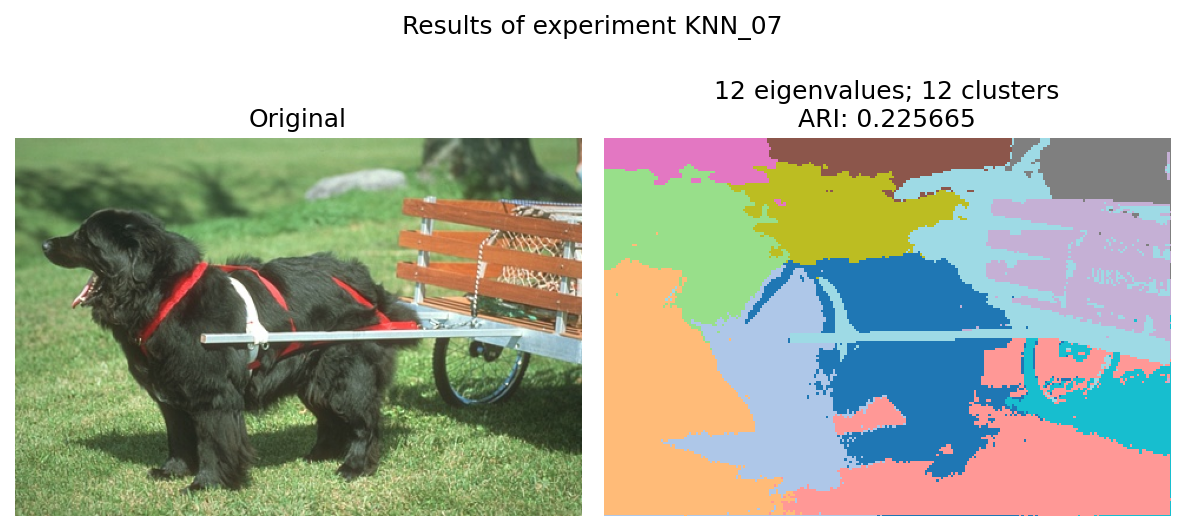 Results of experiment KNN_07
Original
12 eigenvalues; 12 clusters
ARI: 0.225665